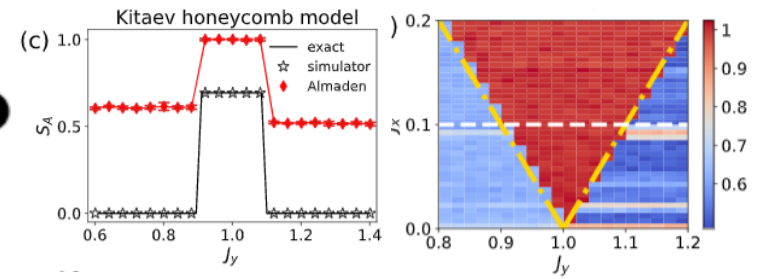 Kitaev honeycomb model
(c)
1.0
0.5
0.0
S_A
exact
simulator
Almaden
0.6 0.8 1.0 1.2 1.4
J_y
)
0.2
0.1
0.0
J_x
0.8 0.9 1.0 1.1 1.2
J_y
1
0.9
0.8
0.7
0.6